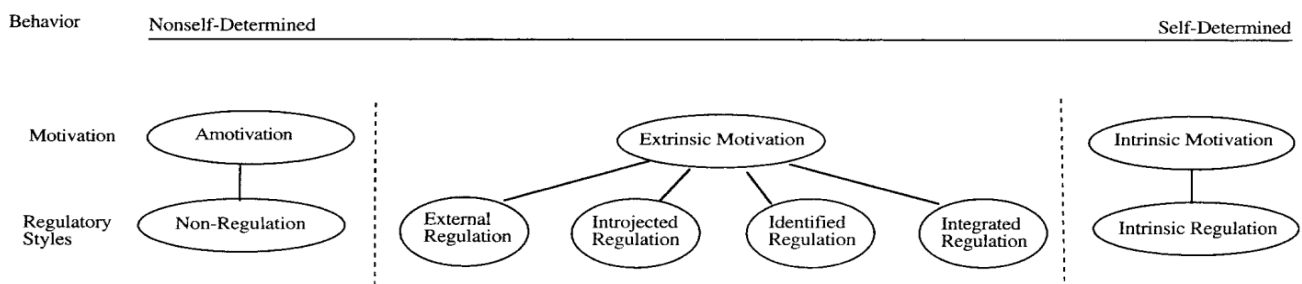 Behavior
Nonself-Determined
Self-Determined
Motivation
Amotivation
Extrinsic Motivation
Intrinsic Motivation
Regulatory
Styles
Non-Regulation
External
Regulation
Introjected
Regulation
Identified
Regulation
Integrated
Regulation
Intrinsic Regulation